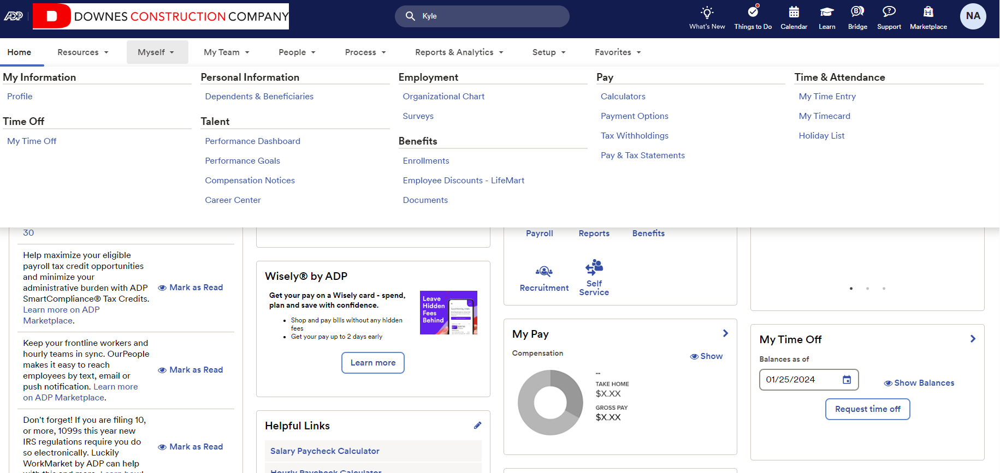 ADP
D DOWNES CONSTRUCTION COMPANY
Kyle
What's New
Things to Do
Calendar
Learn
Bridge
Support
Marketplace
NA
Home
Resources
Myself
My Team
People
Process
Reports & Analytics
Setup
Favorites
My Information
Profile
Time Off
My Time Off
Personal Information
Dependents & Beneficiaries
Talent
Performance Dashboard
Performance Goals
Compensation Notices
Career Center
Employment
Organizational Chart
Surveys
Benefits
Enrollments
Employee Discounts - LifeMart
Documents
Pay
Calculators
Payment Options
Tax Withholdings
Pay & Tax Statements
Time & Attendance
My Time Entry
My Timecard
Holiday List
30
Help maximize your eligible
payroll tax credit opportunities
and minimize your
administrative burden with ADP
SmartCompliance® Tax Credits.
Learn more on ADP
Marketplace.
Mark as Read
Keep your frontline workers and
hourly teams in sync. OurPeople
makes it easy to reach
employees by text, email or
push notification. Learn more
on ADP Marketplace.
Mark as Read
Don't forget! If you are filing 10,
or more, 1099s this year new
IRS regulations require you do
so electronically. Luckily
WorkMarket by ADP can help
with this and more. Learn how!
Mark as Read
Wisely® by ADP
Get your pay on a Wisely card - spend,
plan and save with confidence.
• Shop and pay bills without any hidden
fees
• Get your pay up to 2 days early
Leave
Hidden
Fees
Behind
Learn more
Helpful Links
Salary Paycheck Calculator
Hourly Paycheck Calculator
Payroll
Reports
Benefits
Recruitment
Self
Service
My Pay
Compensation
Show
--
TAKE HOME
$X.XX
GROSS PAY
$X.XX
My Time Off
Balances as of
01/25/2024
Show Balances
Request time off